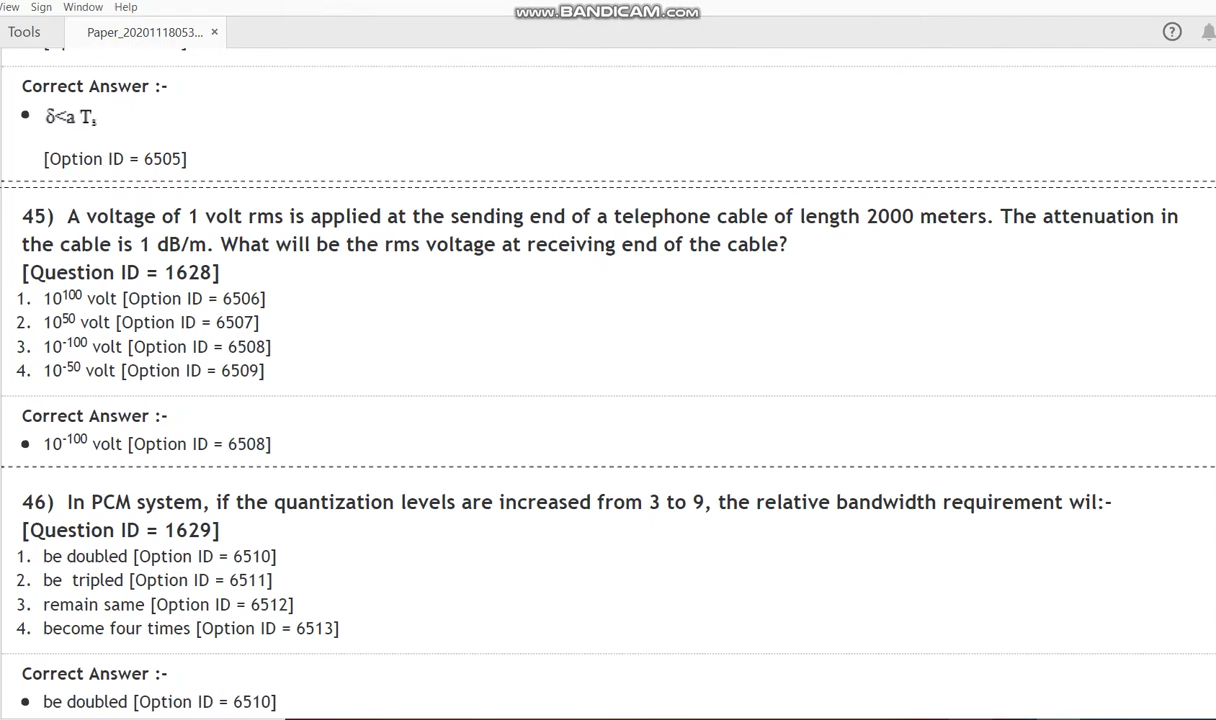 View Sign Window Help
www.BANDICAM.com
Tools Paper_20201118053... ×
Correct Answer :-
• δ<a Tₛ
[Option ID = 6505]
45) A voltage of 1 volt rms is applied at the sending end of a telephone cable of length 2000 meters. The attenuation in
the cable is 1 dB/m. What will be the rms voltage at receiving end of the cable?
[Question ID = 1628]
1. 10¹⁰⁰ volt [Option ID = 6506]
2. 10⁵⁰ volt [Option ID = 6507]
3. 10⁻¹⁰⁰ volt [Option ID = 6508]
4. 10⁻⁵⁰ volt [Option ID = 6509]
Correct Answer :-
• 10⁻¹⁰⁰ volt [Option ID = 6508]
46) In PCM system, if the quantization levels are increased from 3 to 9, the relative bandwidth requirement wil:-
[Question ID = 1629]
1. be doubled [Option ID = 6510]
2. be tripled [Option ID = 6511]
3. remain same [Option ID = 6512]
4. become four times [Option ID = 6513]
Correct Answer :-
• be doubled [Option ID = 6510]